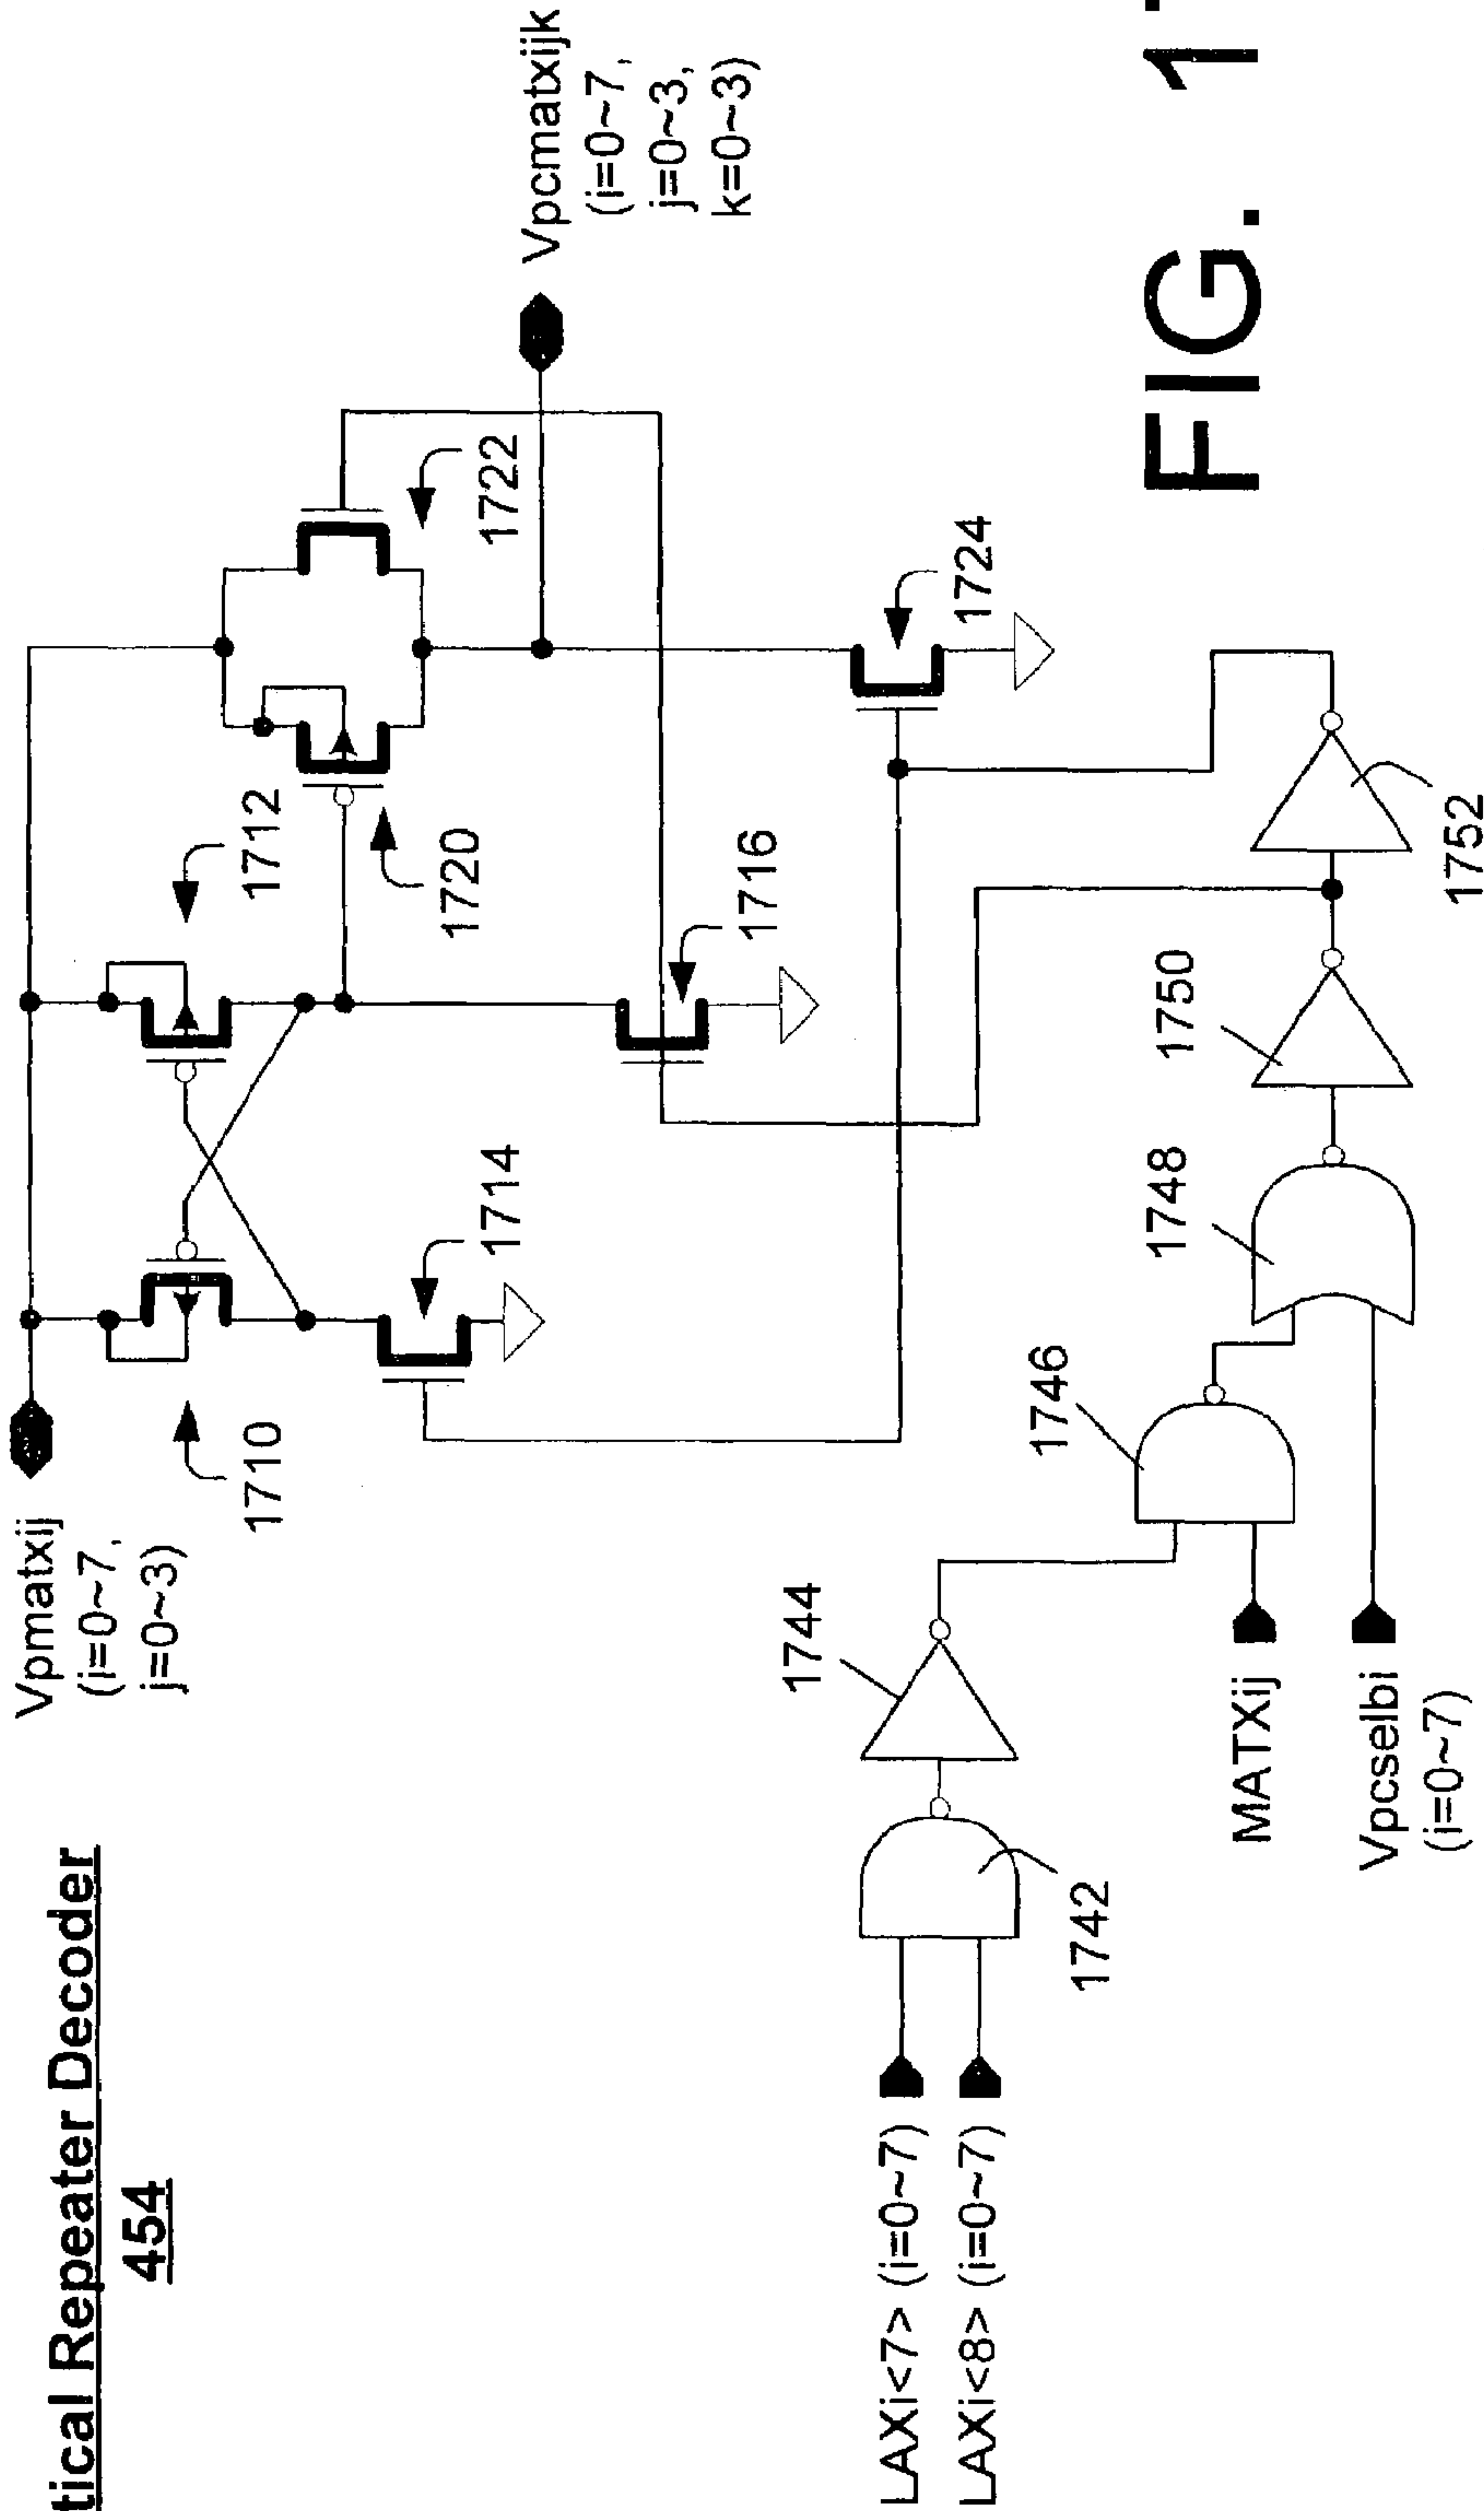 tical Repeater Decoder
454
Vpmatxij
(i=0~7,
j=0~3)
1710
1712
1714
1716
1720
1722
1724
Vpcmatxijk
(i=0~7,
j=0~3,
k=0~3)
LAXi<7> (i=0~7)
LAXi<8> (i=0~7)
1742
1744
MATXij
1746
Vpcselbi
(i=0~7)
1748
1750
1752
FIG. 1